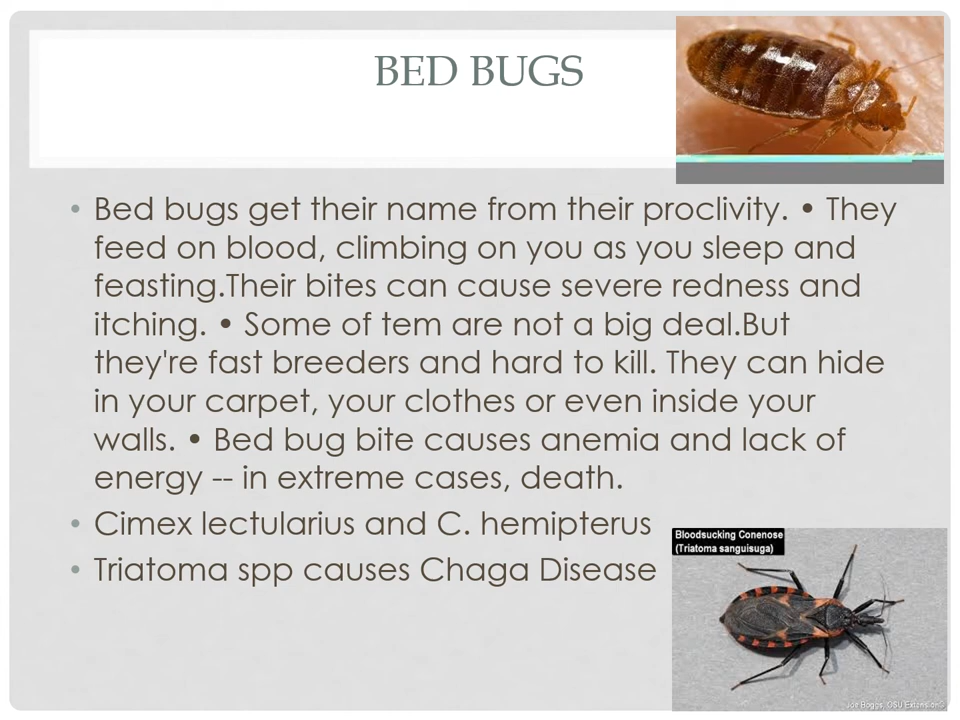 BED BUGS
• Bed bugs get their name from their proclivity. • They
feed on blood, climbing on you as you sleep and
feasting.Their bites can cause severe redness and
itching. • Some of tem are not a big deal.But
they're fast breeders and hard to kill. They can hide
in your carpet, your clothes or even inside your
walls. • Bed bug bite causes anemia and lack of
energy -- in extreme cases, death.
• Cimex lectularius and C. hemipterus
• Triatoma spp causes Chaga Disease
Bloodsucking Conenose
(Triatoma sanguisuga)
Joe Boggs, OSU Extension©